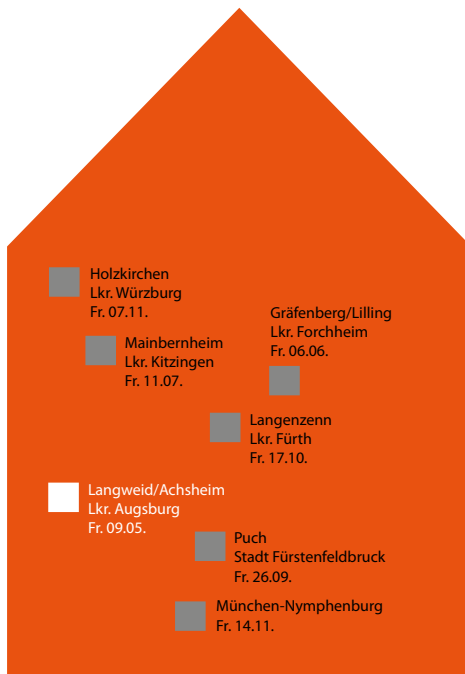 Holzkirchen
Lkr. Würzburg
Fr. 07.11.
Gräfenberg/Lilling
Lkr. Forchheim
Fr. 06.06.
Mainbernheim
Lkr. Kitzingen
Fr. 11.07.
Langenzenn
Lkr. Fürth
Fr. 17.10.
Langweid/Achsheim
Lkr. Augsburg
Fr. 09.05.
Puch
Stadt Fürstenfeldbruck
Fr. 26.09.
München-Nymphenburg
Fr. 14.11.